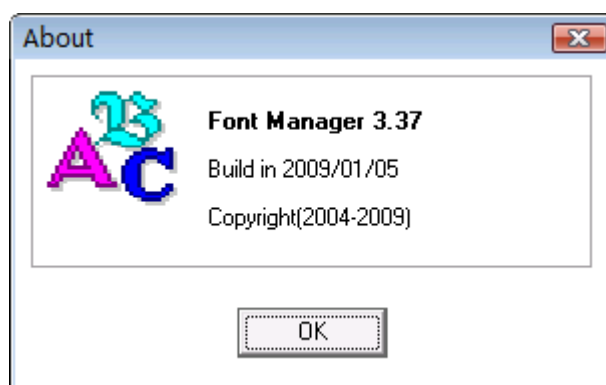 About
B
A C
Font Manager 3.37
Build in 2009/01/05
Copyright(2004-2009)
OK